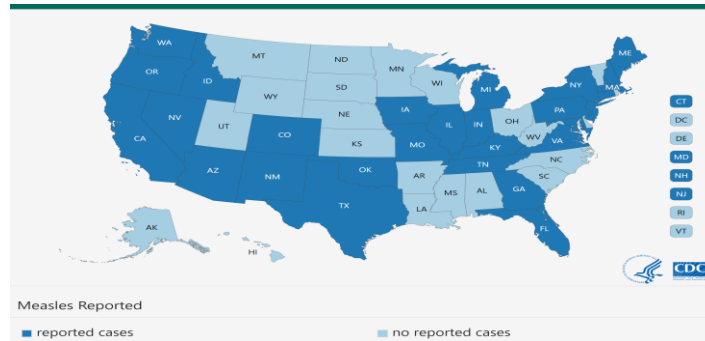 WA
MT
ND
MN
ME
OR
ID
SD
WI
MI
NY
MA
WY
CT
NV
NE
IA
PA
DC
UT
IL
IN
OH
DE
CA
CO
KS
MO
WV
VA
MD
KY
NH
AZ
NM
OK
TN
NC
NJ
AR
SC
RI
MS
AL
GA
VT
TX
LA
AK
FL
HI
CDC
Measles Reported
reported cases
no reported cases